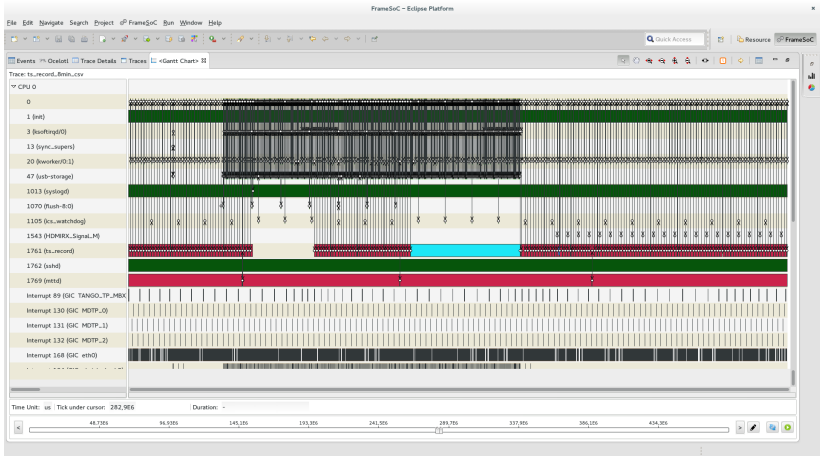 FrameSoC - Eclipse Platform
File Edit Navigate Search Project FrameSoC Run Window Help
Quick Access Resource FrameSoC
Events Ocelotl Trace Details Traces <Gantt Chart>
Trace: ts_record_8min_csv
CPU 0
0
1 (init)
3 (ksoftirqd/0)
13 (sync_supers)
20 (kworker/0:1)
47 (usb-storage)
1013 (syslogd)
1070 (flush-8:0)
1105 (ics_watchdog)
1543 (HDMIRX_Signal_M)
1761 (ts_record)
1762 (sshd)
1769 (mttd)
Interrupt 89 (GIC TANGO_TP_MBX
Interrupt 130 (GIC MDTP_0)
Interrupt 131 (GIC MDTP_1)
Interrupt 132 (GIC MDTP_2)
Interrupt 168 (GIC eth0)
Time Unit: us Tick under cursor: 282,9E6 Duration: -
48,73E6 96,93E6 145,1E6 193,3E6 241,5E6 289,7E6 337,9E6 386,1E6 434,3E6
< >